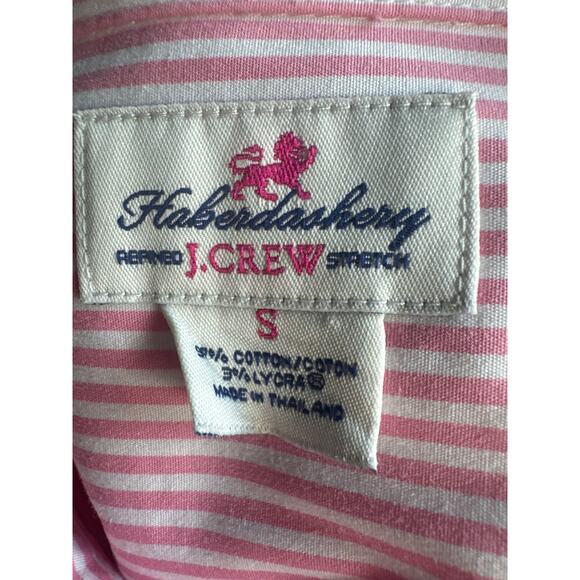 Haberdashery
REFINED J.CREW STRETCH
S
97% COTTON/COTON
3% LYCRA®
MADE IN THAILAND